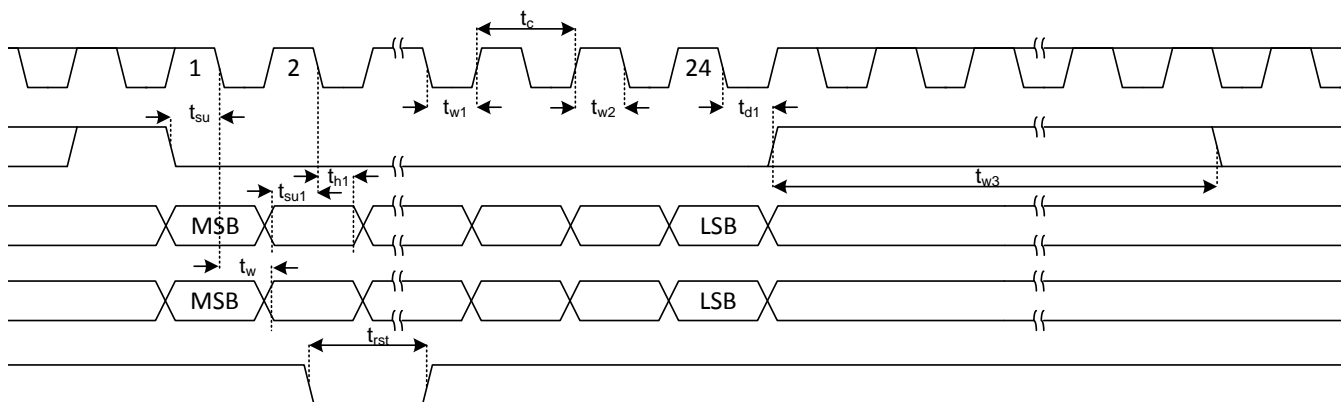 t_c
1 2 24
t_su t_w1 t_w2 t_d1
t_su1 t_h1 t_w3
MSB LSB
t_w
MSB LSB
t_rst